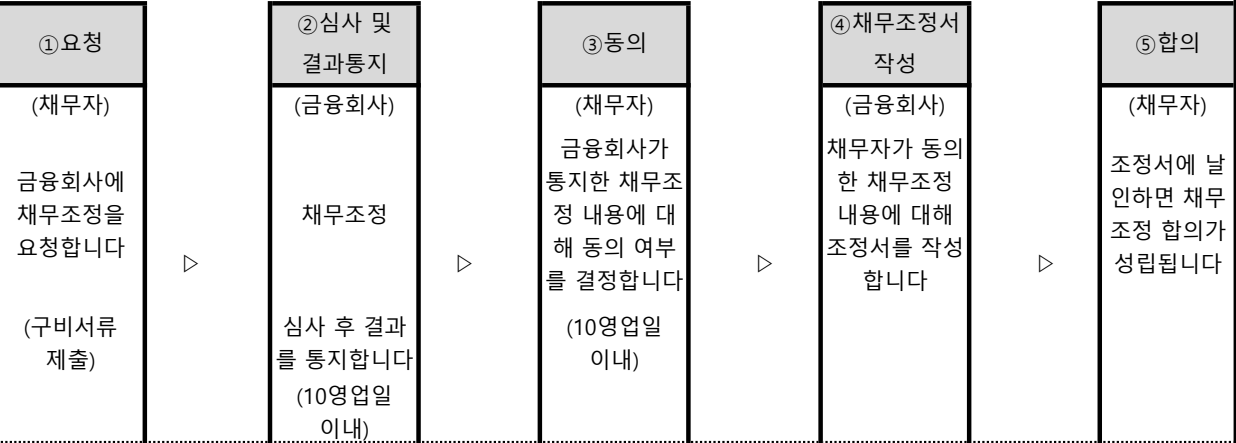 ①요청
(채무자)
금융회사에
채무조정을
요청합니다
(구비서류
제출)
▷
②심사 및
결과통지
(금융회사)
채무조정
심사 후 결과
를 통지합니다
(10영업일
이내)
▷
③동의
(채무자)
금융회사가
통지한 채무조
정 내용에 대
해 동의 여부
를 결정합니다
(10영업일
이내)
▷
④채무조정서
작성
(금융회사)
채무자가 동의
한 채무조정
내용에 대해
조정서를 작성
합니다
▷
⑤합의
(채무자)
조정서에 날
인하면 채무
조정 합의가
성립됩니다